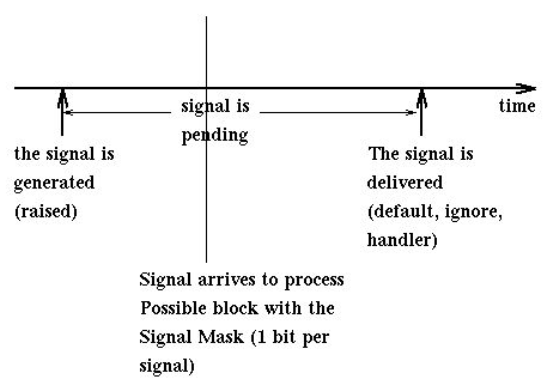 signal is
pending
time
the signal is
generated
(raised)
The signal is
delivered
(default, ignore,
handler)
Signal arrives to process
Possible block with the
Signal Mask (1 bit per
signal)